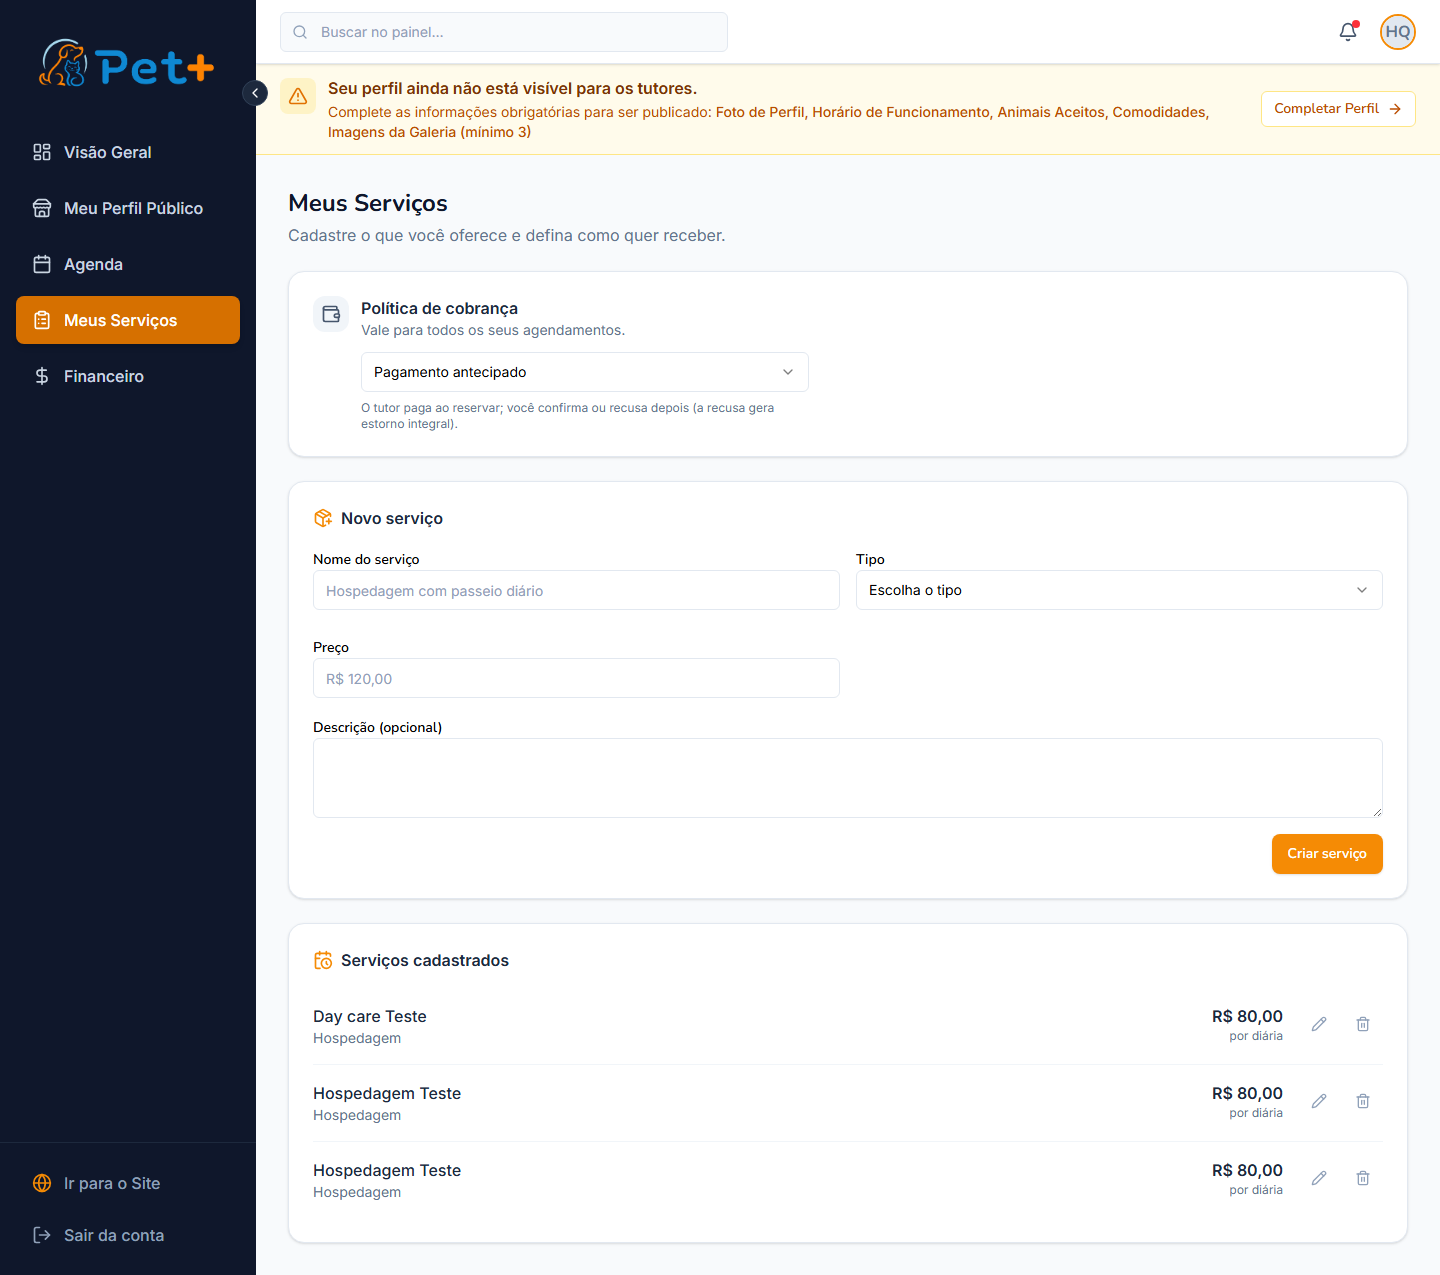 Pet+
Buscar no painel...
HQ
Seu perfil ainda não está visível para os tutores.
Complete as informações obrigatórias para ser publicado: Foto de Perfil, Horário de Funcionamento, Animais Aceitos, Comodidades,
Imagens da Galeria (mínimo 3)
Completar Perfil
Visão Geral
Meu Perfil Público
Agenda
Meus Serviços
Financeiro
Ir para o Site
Sair da conta
Meus Serviços
Cadastre o que você oferece e defina como quer receber.
Política de cobrança
Vale para todos os seus agendamentos.
Pagamento antecipado
O tutor paga ao reservar; você confirma ou recusa depois (a recusa gera
estorno integral).
Novo serviço
Nome do serviço
Hospedagem com passeio diário
Tipo
Escolha o tipo
Preço
R$ 120,00
Descrição (opcional)
Criar serviço
Serviços cadastrados
Day care Teste
Hospedagem
R$ 80,00
por diária
Hospedagem Teste
Hospedagem
R$ 80,00
por diária
Hospedagem Teste
Hospedagem
R$ 80,00
por diária